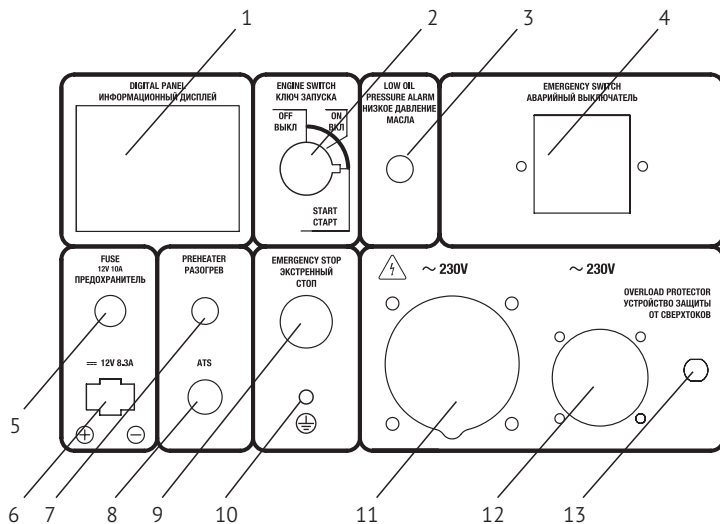 1 2 3 4
DIGITAL PANEL
ИНФОРМАЦИОННЫЙ ДИСПЛЕЙ
ENGINE SWITCH
КЛЮЧ ЗАПУСКА
OFF
ВЫКЛ
ON
ВКЛ
START
СТАРТ
LOW OIL
PRESSURE ALARM
НИЗКОЕ ДАВЛЕНИЕ
МАСЛА
EMERGENCY SWITCH
АВАРИЙНЫЙ ВЫКЛЮЧАТЕЛЬ
FUSE
12V 10A
ПРЕДОХРАНИТЕЛЬ
12V 8.3A
PREHEATER
РАЗОГРЕВ
ATS
EMERGENCY STOP
ЭКСТРЕННЫЙ
СТОП
~ 230V
~ 230V
OVERLOAD PROTECTOR
УСТРОЙСТВО ЗАЩИТЫ
ОТ СВЕРХТОКОВ
5
6 7 8 9 10 11 12 13